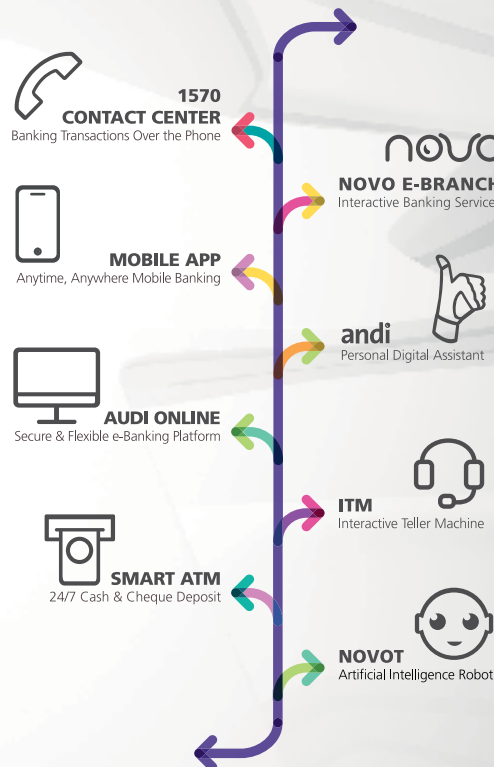 1570
CONTACT CENTER
Banking Transactions Over the Phone
novo
NOVO E-BRANCH
Interactive Banking Service
MOBILE APP
Anytime, Anywhere Mobile Banking
andi
Personal Digital Assistant
AUDI ONLINE
Secure & Flexible e-Banking Platform
ITM
Interactive Teller Machine
SMART ATM
24/7 Cash & Cheque Deposit
NOVOT
Artificial Intelligence Robot